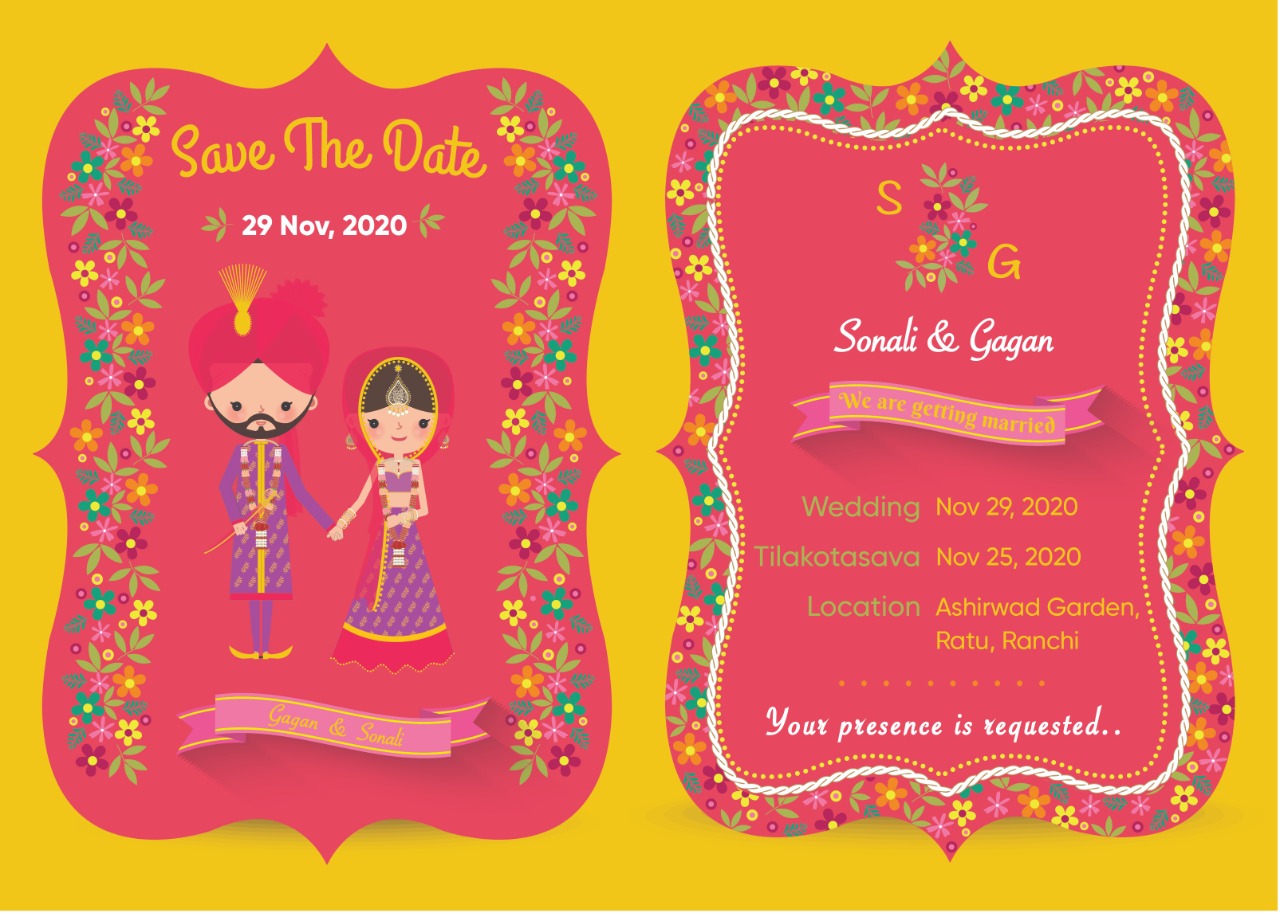 Save The Date
29 Nov, 2020
Gagan & Sonali
S
G
Sonali & Gagan
We are getting married
Wedding Nov 29, 2020
Tilakotasava Nov 25, 2020
Location Ashirwad Garden,
Ratu, Ranchi
Your presence is requested..